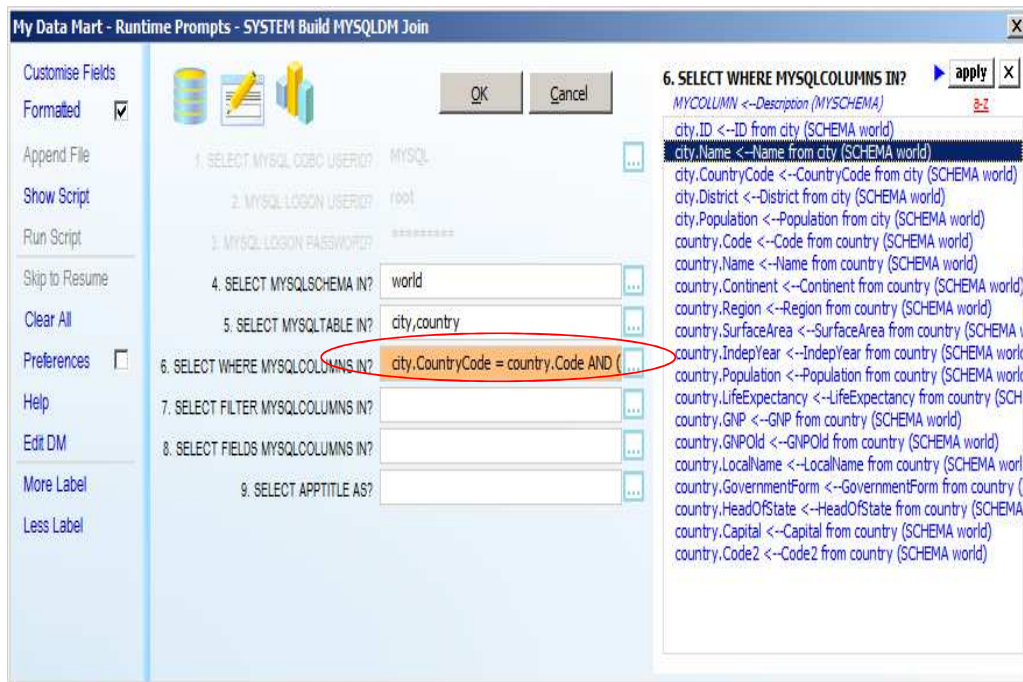 My Data Mart - Runtime Prompts - SYSTEM Build MYSQLDM Join
X
Customise Fields
Formatted
Append File
Show Script
Run Script
Skip to Resume
Clear All
Preferences
Help
Edit DM
More Label
Less Label
OK
Cancel
1. SELECT MYSQL ODBC USERID?
MYSQL
...
2. MYSQL LOGON USERID?
root
3. MYSQL LOGON PASSWORD?
*********
4. SELECT MYSQLSCHEMA IN?
world
...
5. SELECT MYSQLTABLE IN?
city,country
...
6. SELECT WHERE MYSQLCOLUMNS IN?
city.CountryCode = country.Code AND (
...
7. SELECT FILTER MYSQLCOLUMNS IN?
...
8. SELECT FIELDS MYSQLCOLUMNS IN?
...
9. SELECT APPTITLE AS?
...
6. SELECT WHERE MYSQLCOLUMNS IN?
apply
X
MYCOLUMN <--Description (MYSCHEMA)
a-z
city.ID <--ID from city (SCHEMA world)
city.Name <--Name from city (SCHEMA world)
city.CountryCode <--CountryCode from city (SCHEMA world)
city.District <--District from city (SCHEMA world)
city.Population <--Population from city (SCHEMA world)
country.Code <--Code from country (SCHEMA world)
country.Name <--Name from country (SCHEMA world)
country.Continent <--Continent from country (SCHEMA world)
country.Region <--Region from country (SCHEMA world)
country.SurfaceArea <--SurfaceArea from country (SCHEMA
country.IndepYear <--IndepYear from country (SCHEMA world
country.Population <--Population from country (SCHEMA world
country.LifeExpectancy <--LifeExpectancy from country (SCH
country.GNP <--GNP from country (SCHEMA world)
country.GNPOld <--GNPOld from country (SCHEMA world)
country.LocalName <--LocalName from country (SCHEMA worl
country.GovernmentForm <--GovernmentForm from country (
country.HeadOfState <--HeadOfState from country (SCHEMA
country.Capital <--Capital from country (SCHEMA world)
country.Code2 <--Code2 from country (SCHEMA world)